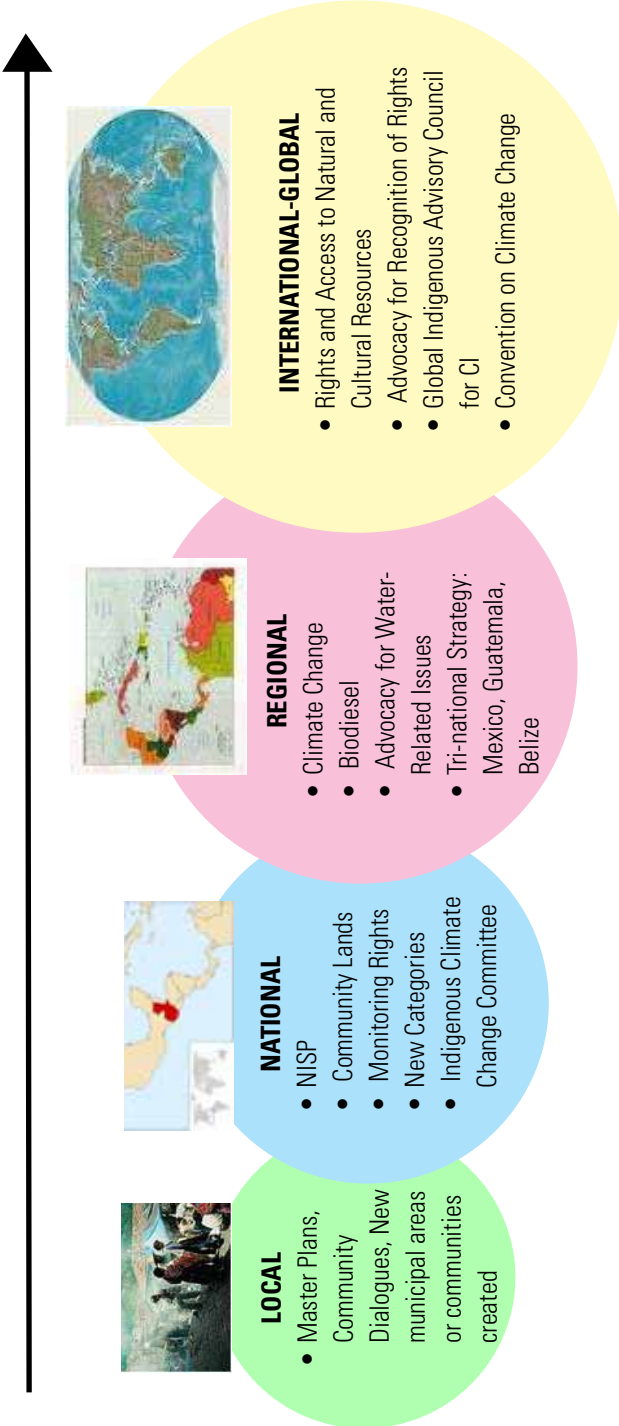 LOCAL
• Master Plans,
Community
Dialogues, New
municipal areas
or communities
created
NATIONAL
• NISP
• Community Lands
• Monitoring Rights
• New Categories
• Indigenous Climate
Change Committee
REGIONAL
• Climate Change
• Biodiesel
• Advocacy for Water-
Related Issues
• Tri-national Strategy:
Mexico, Guatemala,
Belize
INTERNATIONAL-GLOBAL
• Rights and Access to Natural and
Cultural Resources
• Advocacy for Recognition of Rights
• Global Indigenous Advisory Council
for CI
• Convention on Climate Change